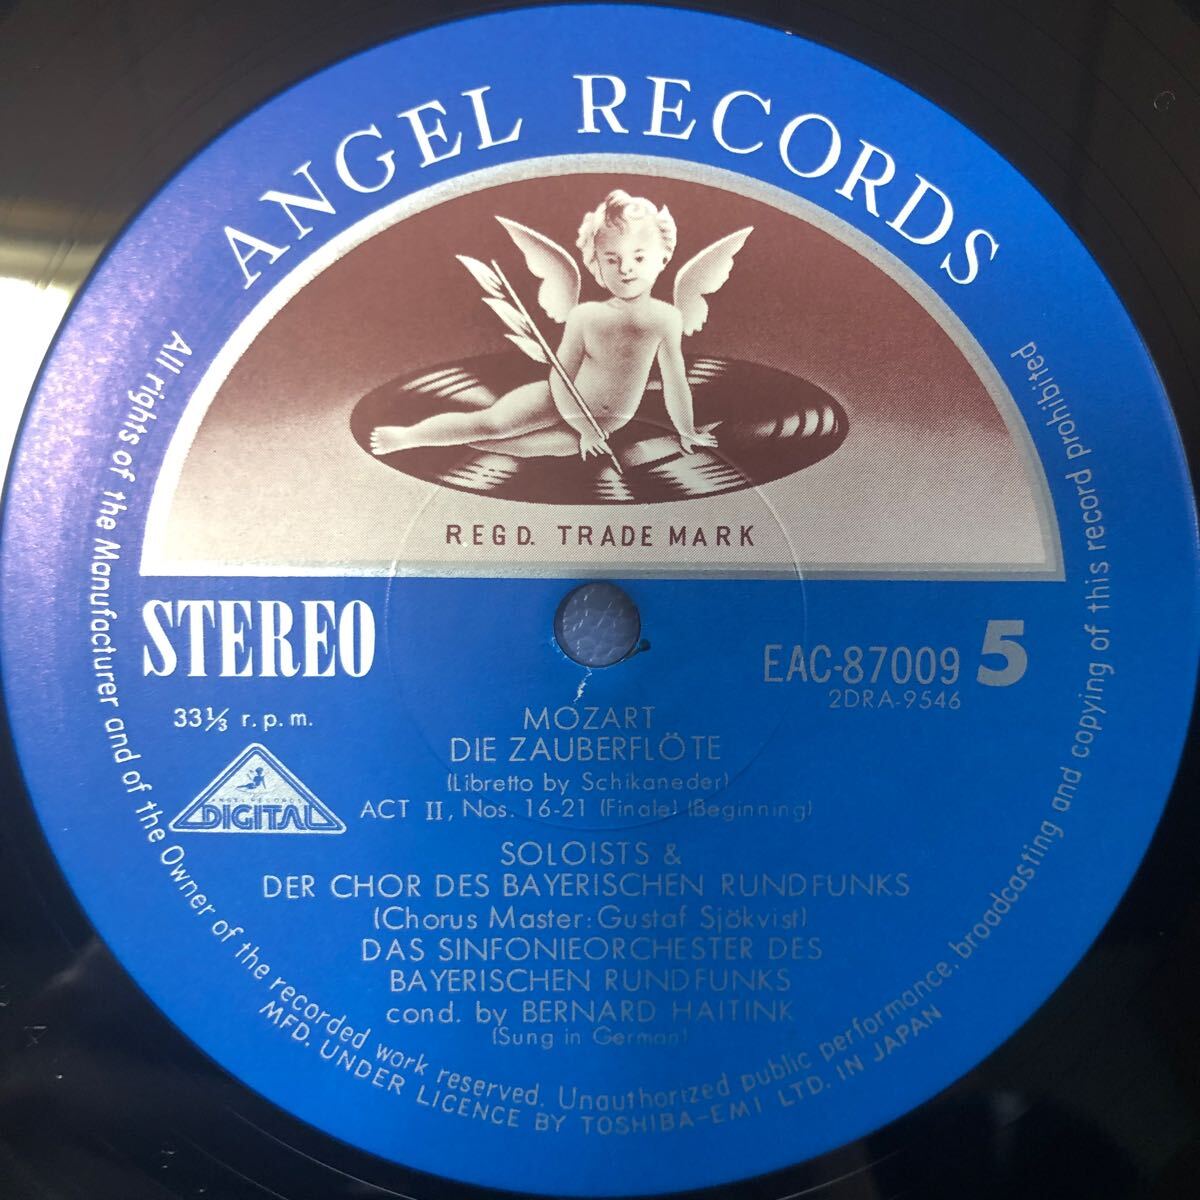 ANGEL RECORDS
REGD. TRADE MARK
STEREO
33⅓ r.p.m.
EAC-87009 5
2DRA-9546
ANGEL RECORDS
DIGITAL
MOZART
DIE ZAUBERFLÖTE
(Libretto by Schikaneder)
ACT II, Nos. 16-21 (Finale) (Beginning)
SOLOISTS &
DER CHOR DES BAYERISCHEN RUNDFUNKS
(Chorus Master: Gustaf Sjökvist)
DAS SINFONIEORCHESTER DES
BAYERISCHEN RUNDFUNKS
cond. by BERNARD HAITINK
(Sung in German)
All rights of the Manufacturer and of the Owner of the recorded work reserved. Unauthorized public performance, broadcasting and copying of this record prohibited
MFD. UNDER LICENCE BY TOSHIBA-EMI LTD. IN JAPAN